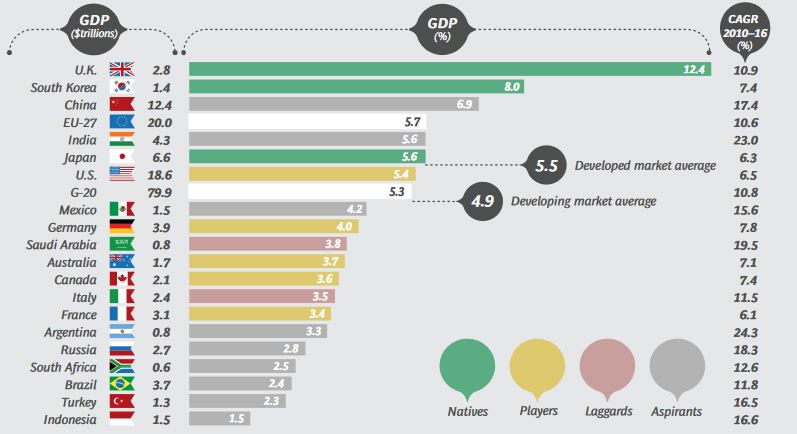 GDP
($trillions)
GDP
(%)
CAGR
2010–16
(%)
U.K. 2.8 12.4 10.9
South Korea 1.4 8.0 7.4
China 12.4 6.9 17.4
EU-27 20.0 5.7 10.6
India 4.3 5.6 23.0
Japan 6.6 5.6 6.3
5.5 Developed market average
U.S. 18.6 5.4 6.5
G-20 79.9 5.3 10.8
4.9 Developing market average
Mexico 1.5 4.2 15.6
Germany 3.9 4.0 7.8
Saudi Arabia 0.8 3.8 19.5
Australia 1.7 3.7 7.1
Canada 2.1 3.6 7.4
Italy 2.4 3.5 11.5
France 3.1 3.4 6.1
Argentina 0.8 3.3 24.3
Russia 2.7 2.8 18.3
South Africa 0.6 2.5 12.6
Brazil 3.7 2.4 11.8
Turkey 1.3 2.3 16.5
Indonesia 1.5 1.5 16.6
Natives Players Laggards Aspirants